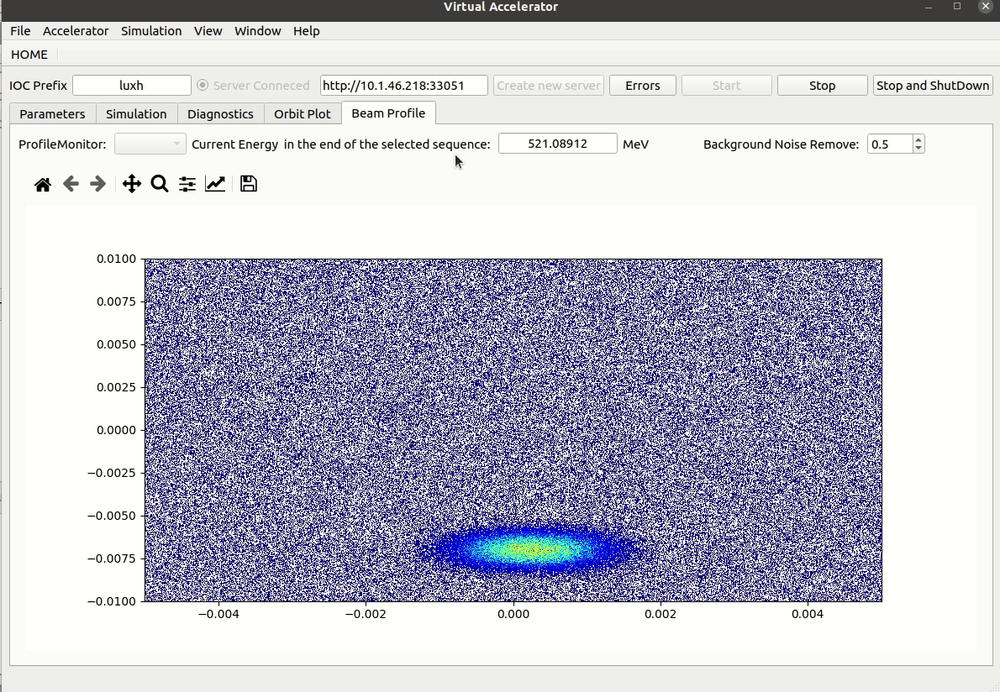 Virtual Accelerator
File Accelerator Simulation View Window Help
HOME
IOC Prefix luxh Server Conneced http://10.1.46.218:33051 Create new server Errors Start Stop Stop and ShutDown
Parameters Simulation Diagnostics Orbit Plot Beam Profile
ProfileMonitor: Current Energy in the end of the selected sequence: 521.08912 MeV Background Noise Remove: 0.5
0.0100
0.0075
0.0050
0.0025
0.0000
−0.0025
−0.0050
−0.0075
−0.0100
−0.004 −0.002 0.000 0.002 0.004